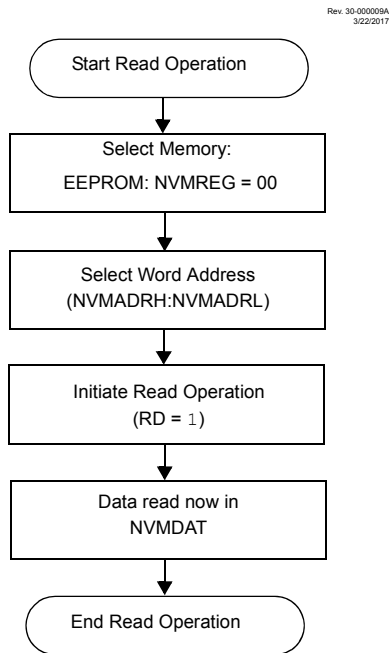 Rev. 30-000009A
3/22/2017
Start Read Operation
Select Memory:
EEPROM: NVMREG = 00
Select Word Address
(NVMADRH:NVMADRL)
Initiate Read Operation
(RD = 1)
Data read now in
NVMDAT
End Read Operation